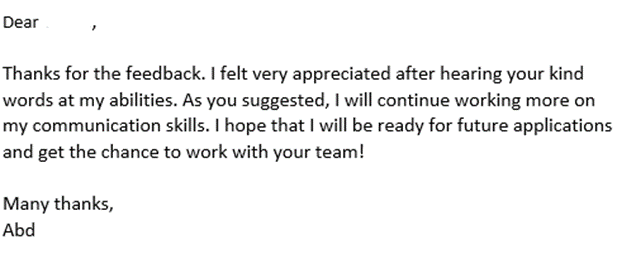 Dear ,
Thanks for the feedback. I felt very appreciated after hearing your kind
words at my abilities. As you suggested, I will continue working more on
my communication skills. I hope that I will be ready for future applications
and get the chance to work with your team!
Many thanks,
Abd